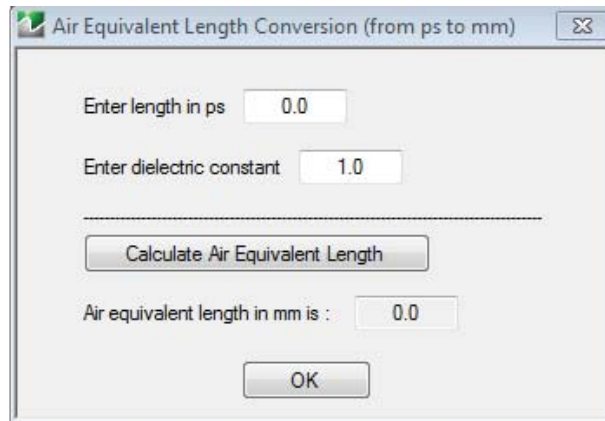 Air Equivalent Length Conversion (from ps to mm)
Enter length in ps 0.0
Enter dielectric constant 1.0
Calculate Air Equivalent Length
Air equivalent length in mm is : 0.0
OK